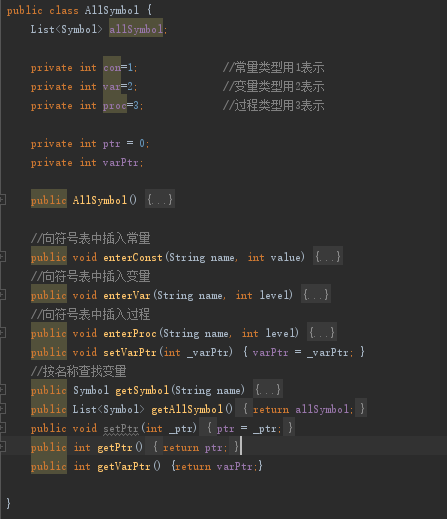 public class AllSymbol {
List<Symbol> allSymbol;
private int con=1; //常量类型用1表示
private int var=2; //变量类型用2表示
private int proc=3; //过程类型用3表示
private int ptr = 0;
private int varPtr;
public AllSymbol() {...}
//向符号表中插入常量
public void enterConst(String name, int value) {...}
//向符号表中插入变量
public void enterVar(String name, int level) {...}
//向符号表中插入过程
public void enterProc(String name, int level) {...}
public void setVarPtr(int _varPtr) { varPtr = _varPtr; }
//按名称查找变量
public Symbol getSymbol(String name) {...}
public List<Symbol> getAllSymbol() { return allSymbol; }
public void setPtr(int _ptr) { ptr = _ptr; }
public int getPtr() { return ptr; }
public int getVarPtr() {return varPtr;}
}